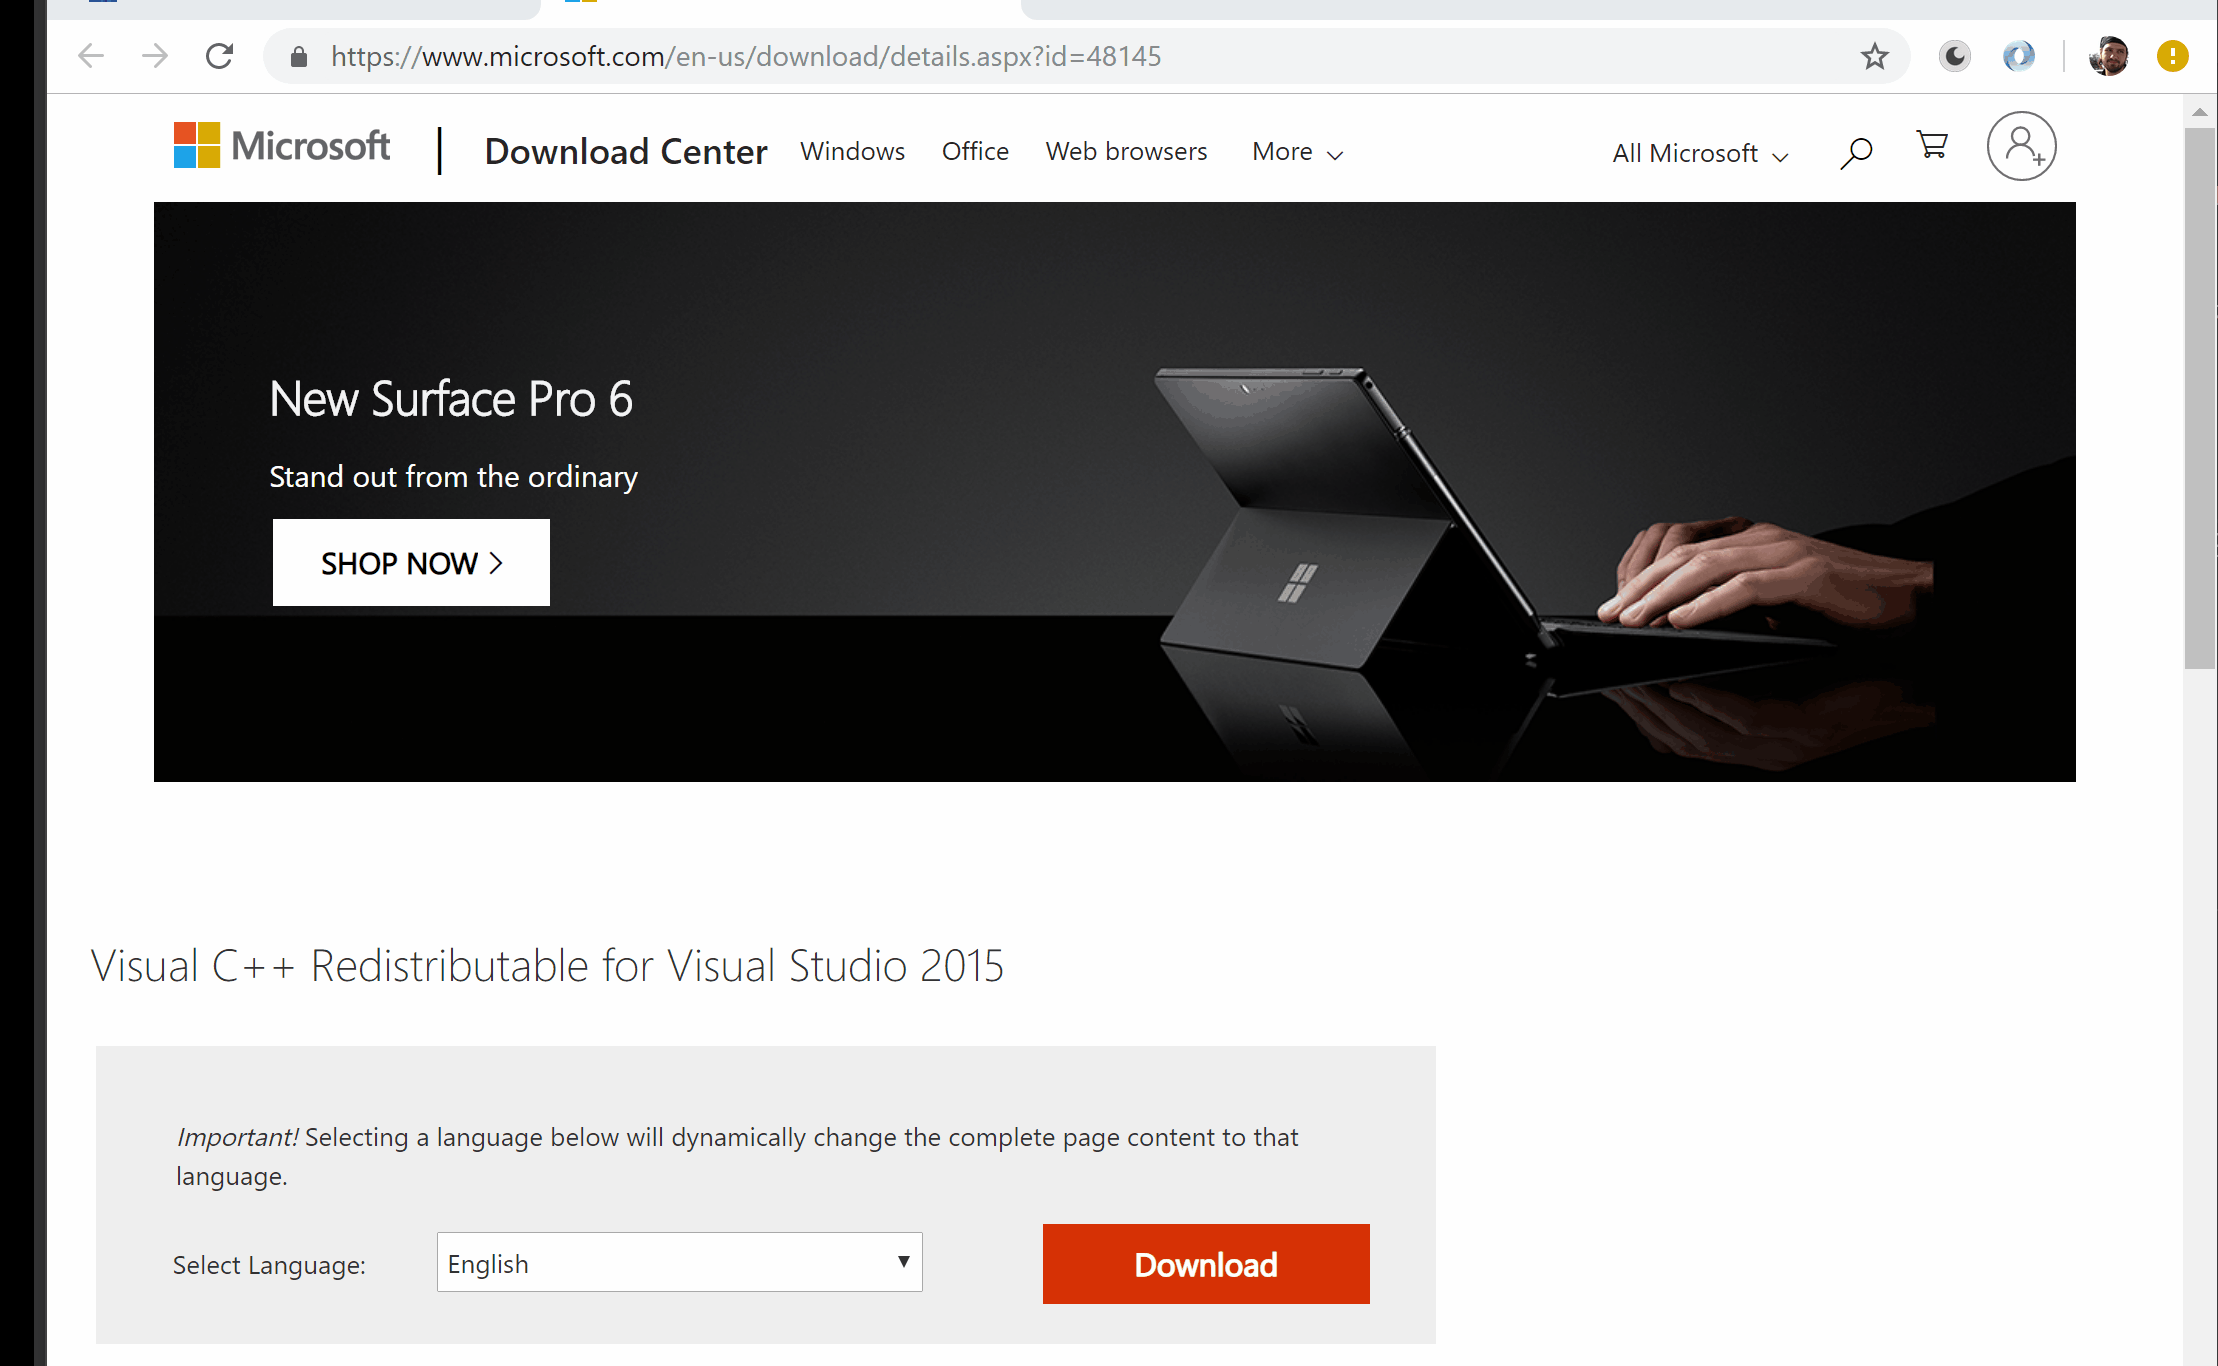 https://www.microsoft.com/en-us/download/details.aspx?id=48145
Microsoft
Download Center Windows Office Web browsers More All Microsoft
New Surface Pro 6
Stand out from the ordinary
SHOP NOW >
Visual C++ Redistributable for Visual Studio 2015
Important! Selecting a language below will dynamically change the complete page content to that
language.
Select Language: English Download